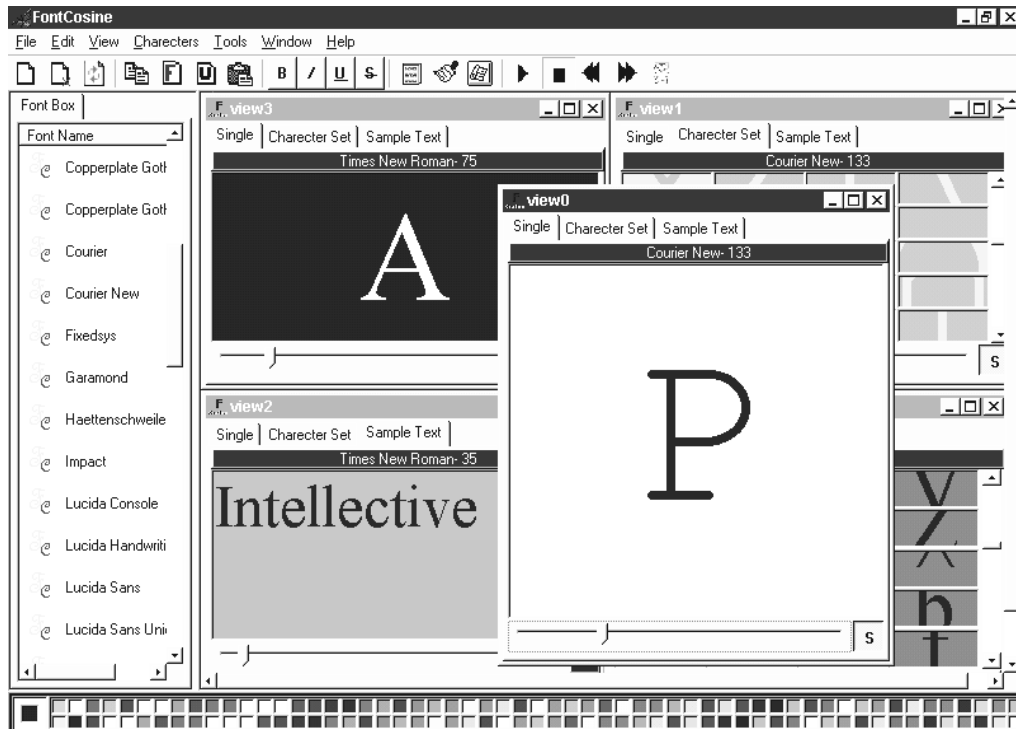 FontCosine
File Edit View Charecters Tools Window Help
B / U S
Font Box
Font Name
Copperplate Goth
Copperplate Goth
Courier
Courier New
Fixedsys
Garamond
Haettenschweile
Impact
Lucida Console
Lucida Handwriti
Lucida Sans
Lucida Sans Uni
view3
Single Charecter Set Sample Text
Times New Roman- 75
A
view1
Single Charecter Set Sample Text
Courier New- 133
S
view0
Single Charecter Set Sample Text
Courier New- 133
P
S
view2
Single Charecter Set Sample Text
Times New Roman- 35
Intellective